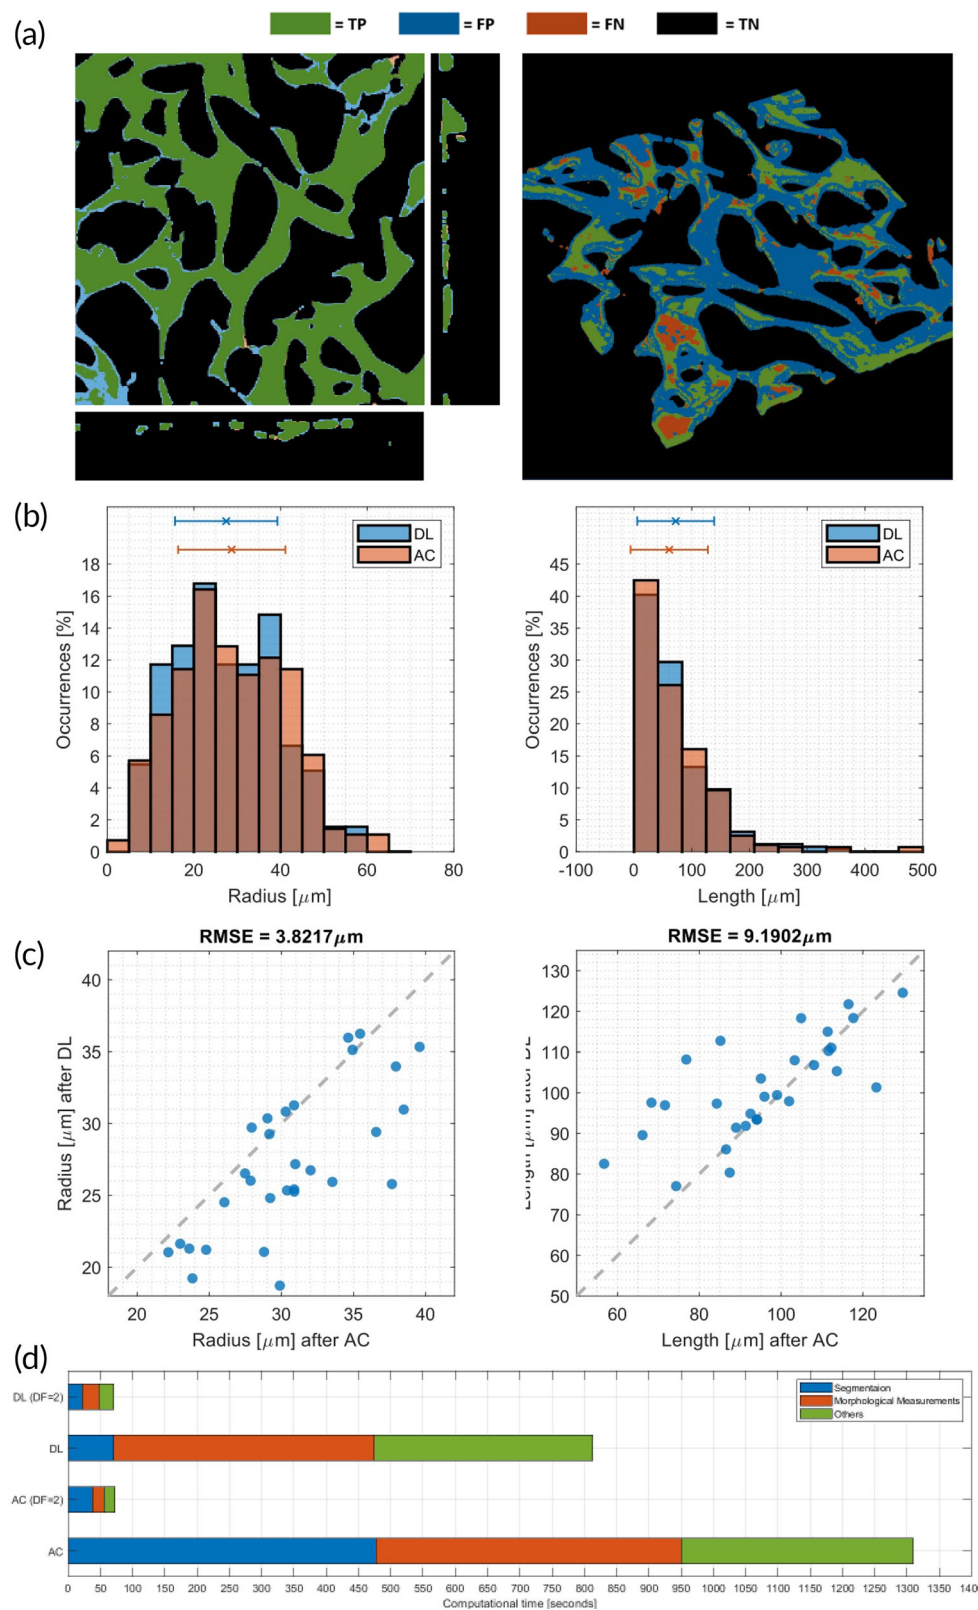 (a)
= TP = FP = FN = TN
(b)
DL
AC
18
16
14
12
10
8
6
4
2
0
Occurrences [%]
0 20 40 60 80
Radius [μm]
DL
AC
45
40
35
30
25
20
15
10
5
0
Occurrences [%]
-100 0 100 200 300 400 500
Length [μm]
(c)
RMSE = 3.8217μm
40
35
30
25
20
Radius [μm] after DL
20 25 30 35 40
Radius [μm] after AC
RMSE = 9.1902μm
130
120
110
100
90
80
70
60
50
[μm] after DL
60 80 100 120
Length [μm] after AC
(d)
DL (DF=2)
DL
AC (DF=2)
AC
Segmentaion
Morphological Measurements
Others
0 50 100 150 200 250 300 350 400 450 500 550 600 650 700 750 800 850 900 950 1000 1050 1100 1150 1200 1250 1300 1350 140
Computational time [seconds]